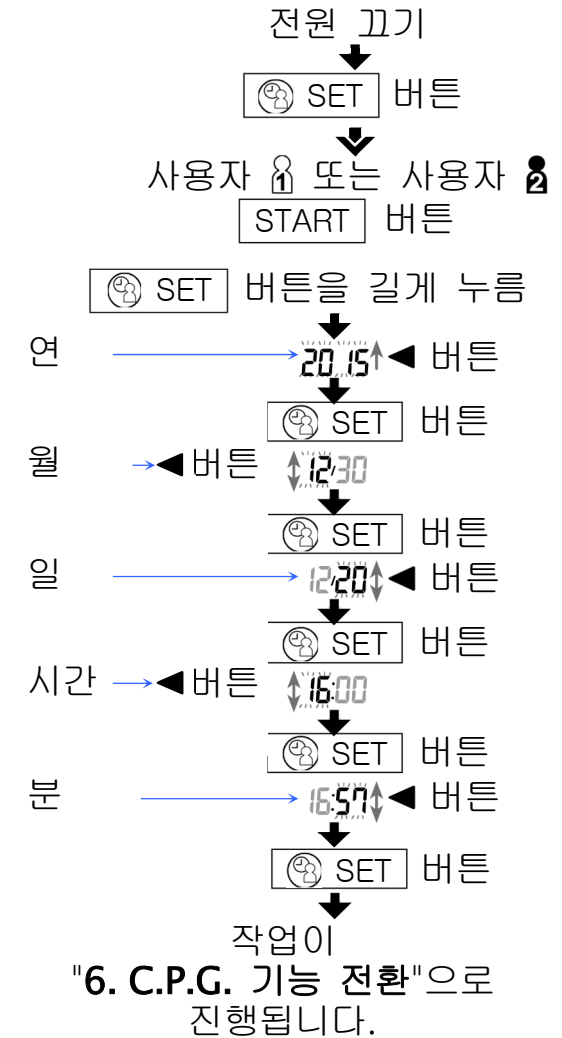 전원 끄기
SET 버튼
사용자 1 또는 사용자 2
START 버튼
SET 버튼을 길게 누름
연 2015 버튼
SET 버튼
월 버튼 12/30
SET 버튼
일 12/20 버튼
SET 버튼
시간 버튼 16:00
SET 버튼
분 16:57 버튼
SET 버튼
작업이
"6. C.P.G. 기능 전환"으로
진행됩니다.